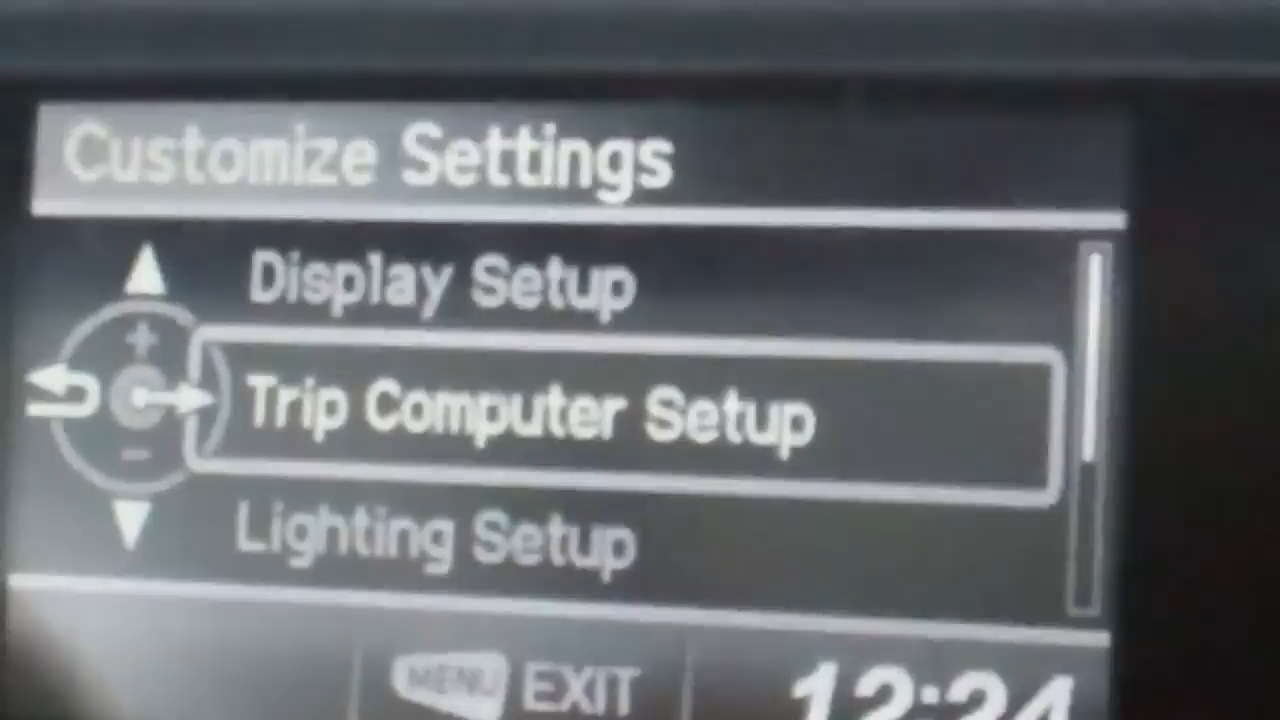 Customize Settings
Display Setup
+
Trip Computer Setup
-
Lighting Setup
MENU EXIT
12:24